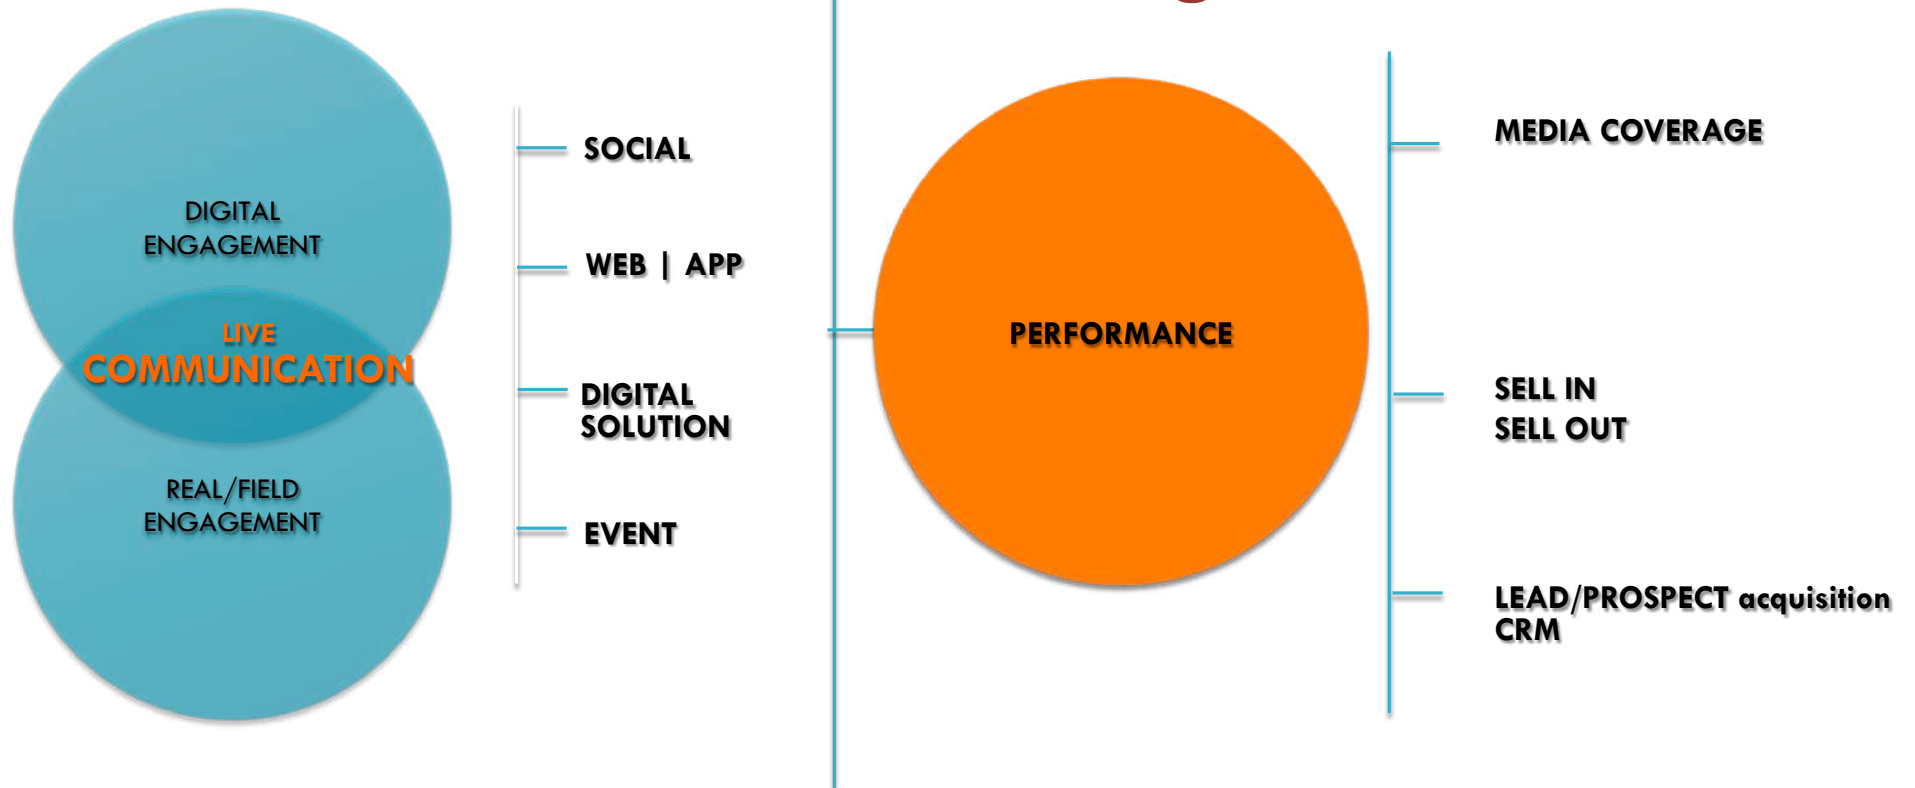 DIGITAL
ENGAGEMENT
LIVE
COMMUNICATION
REAL/FIELD
ENGAGEMENT
SOCIAL
WEB | APP
DIGITAL
SOLUTION
EVENT
PERFORMANCE
MEDIA COVERAGE
SELL IN
SELL OUT
LEAD/PROSPECT acquisition
CRM